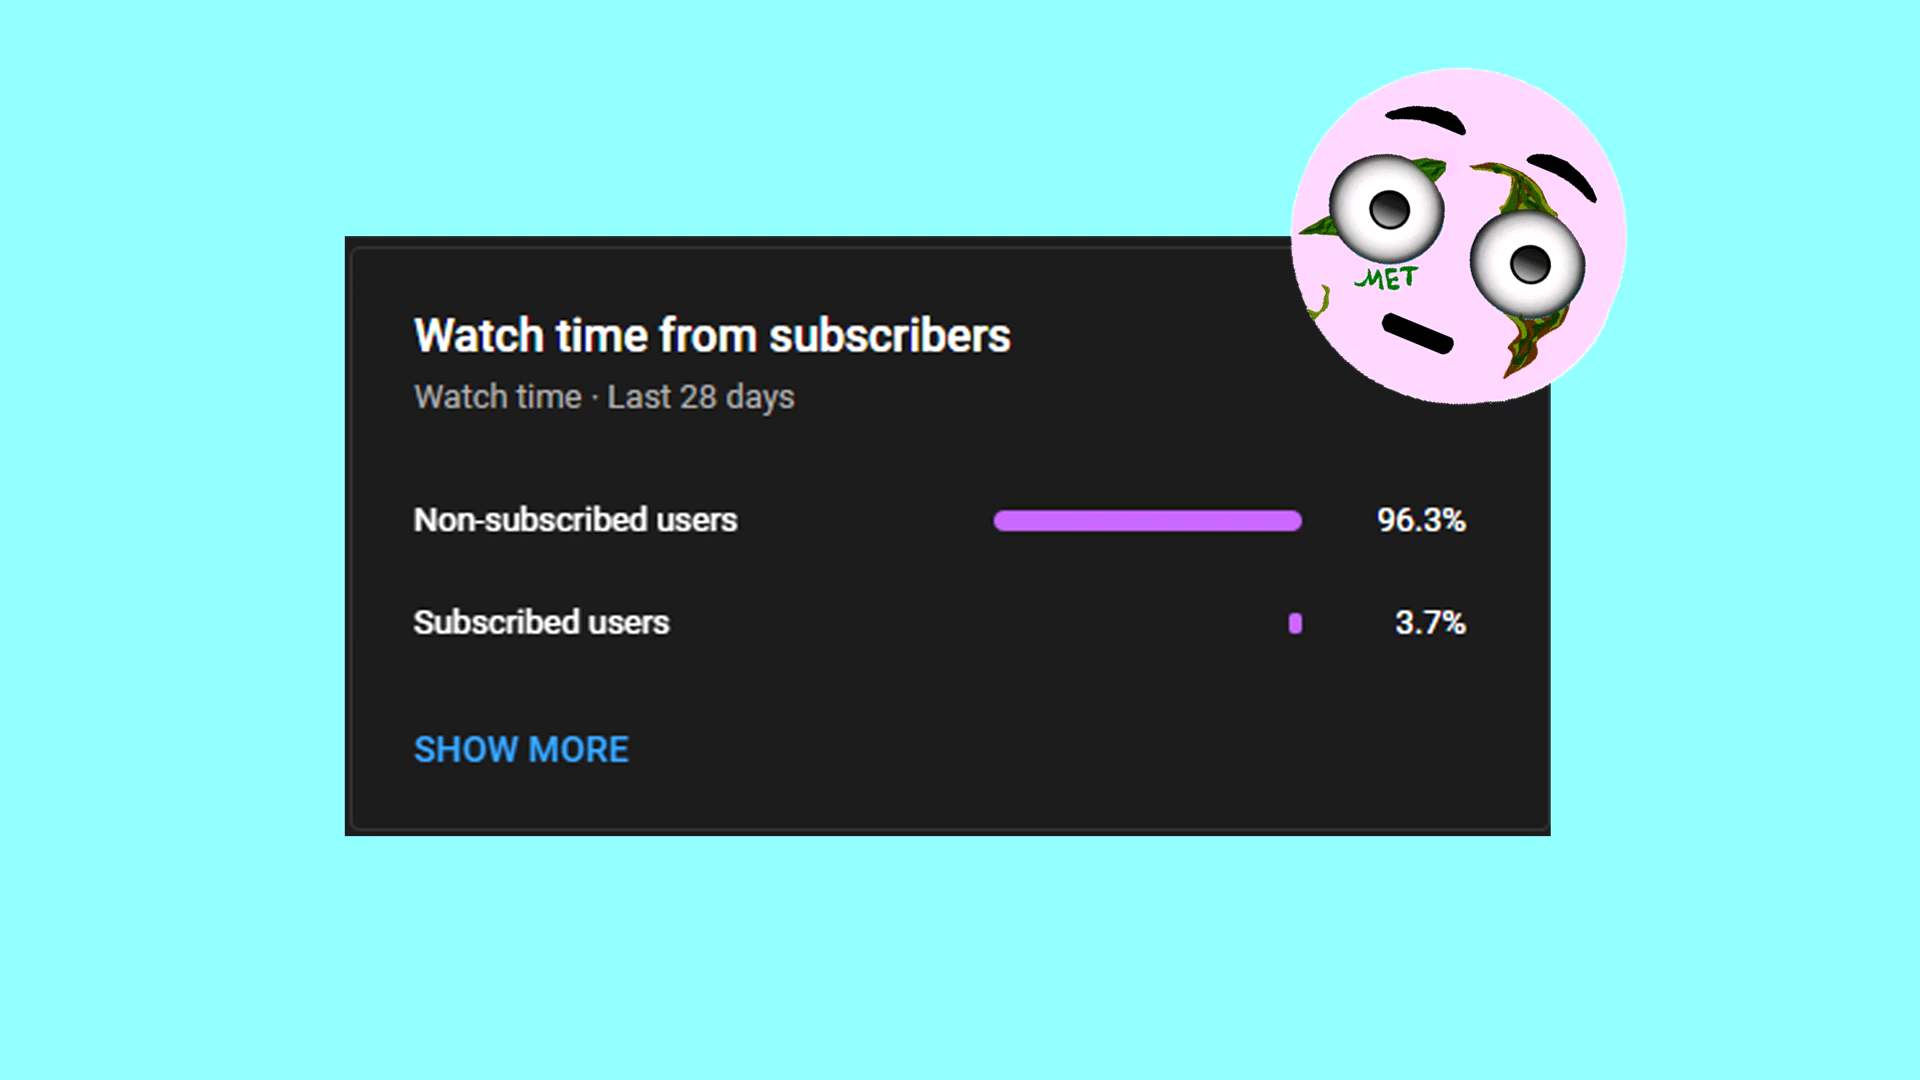 MET
Watch time from subscribers
Watch time · Last 28 days
Non-subscribed users 96.3%
Subscribed users 3.7%
SHOW MORE